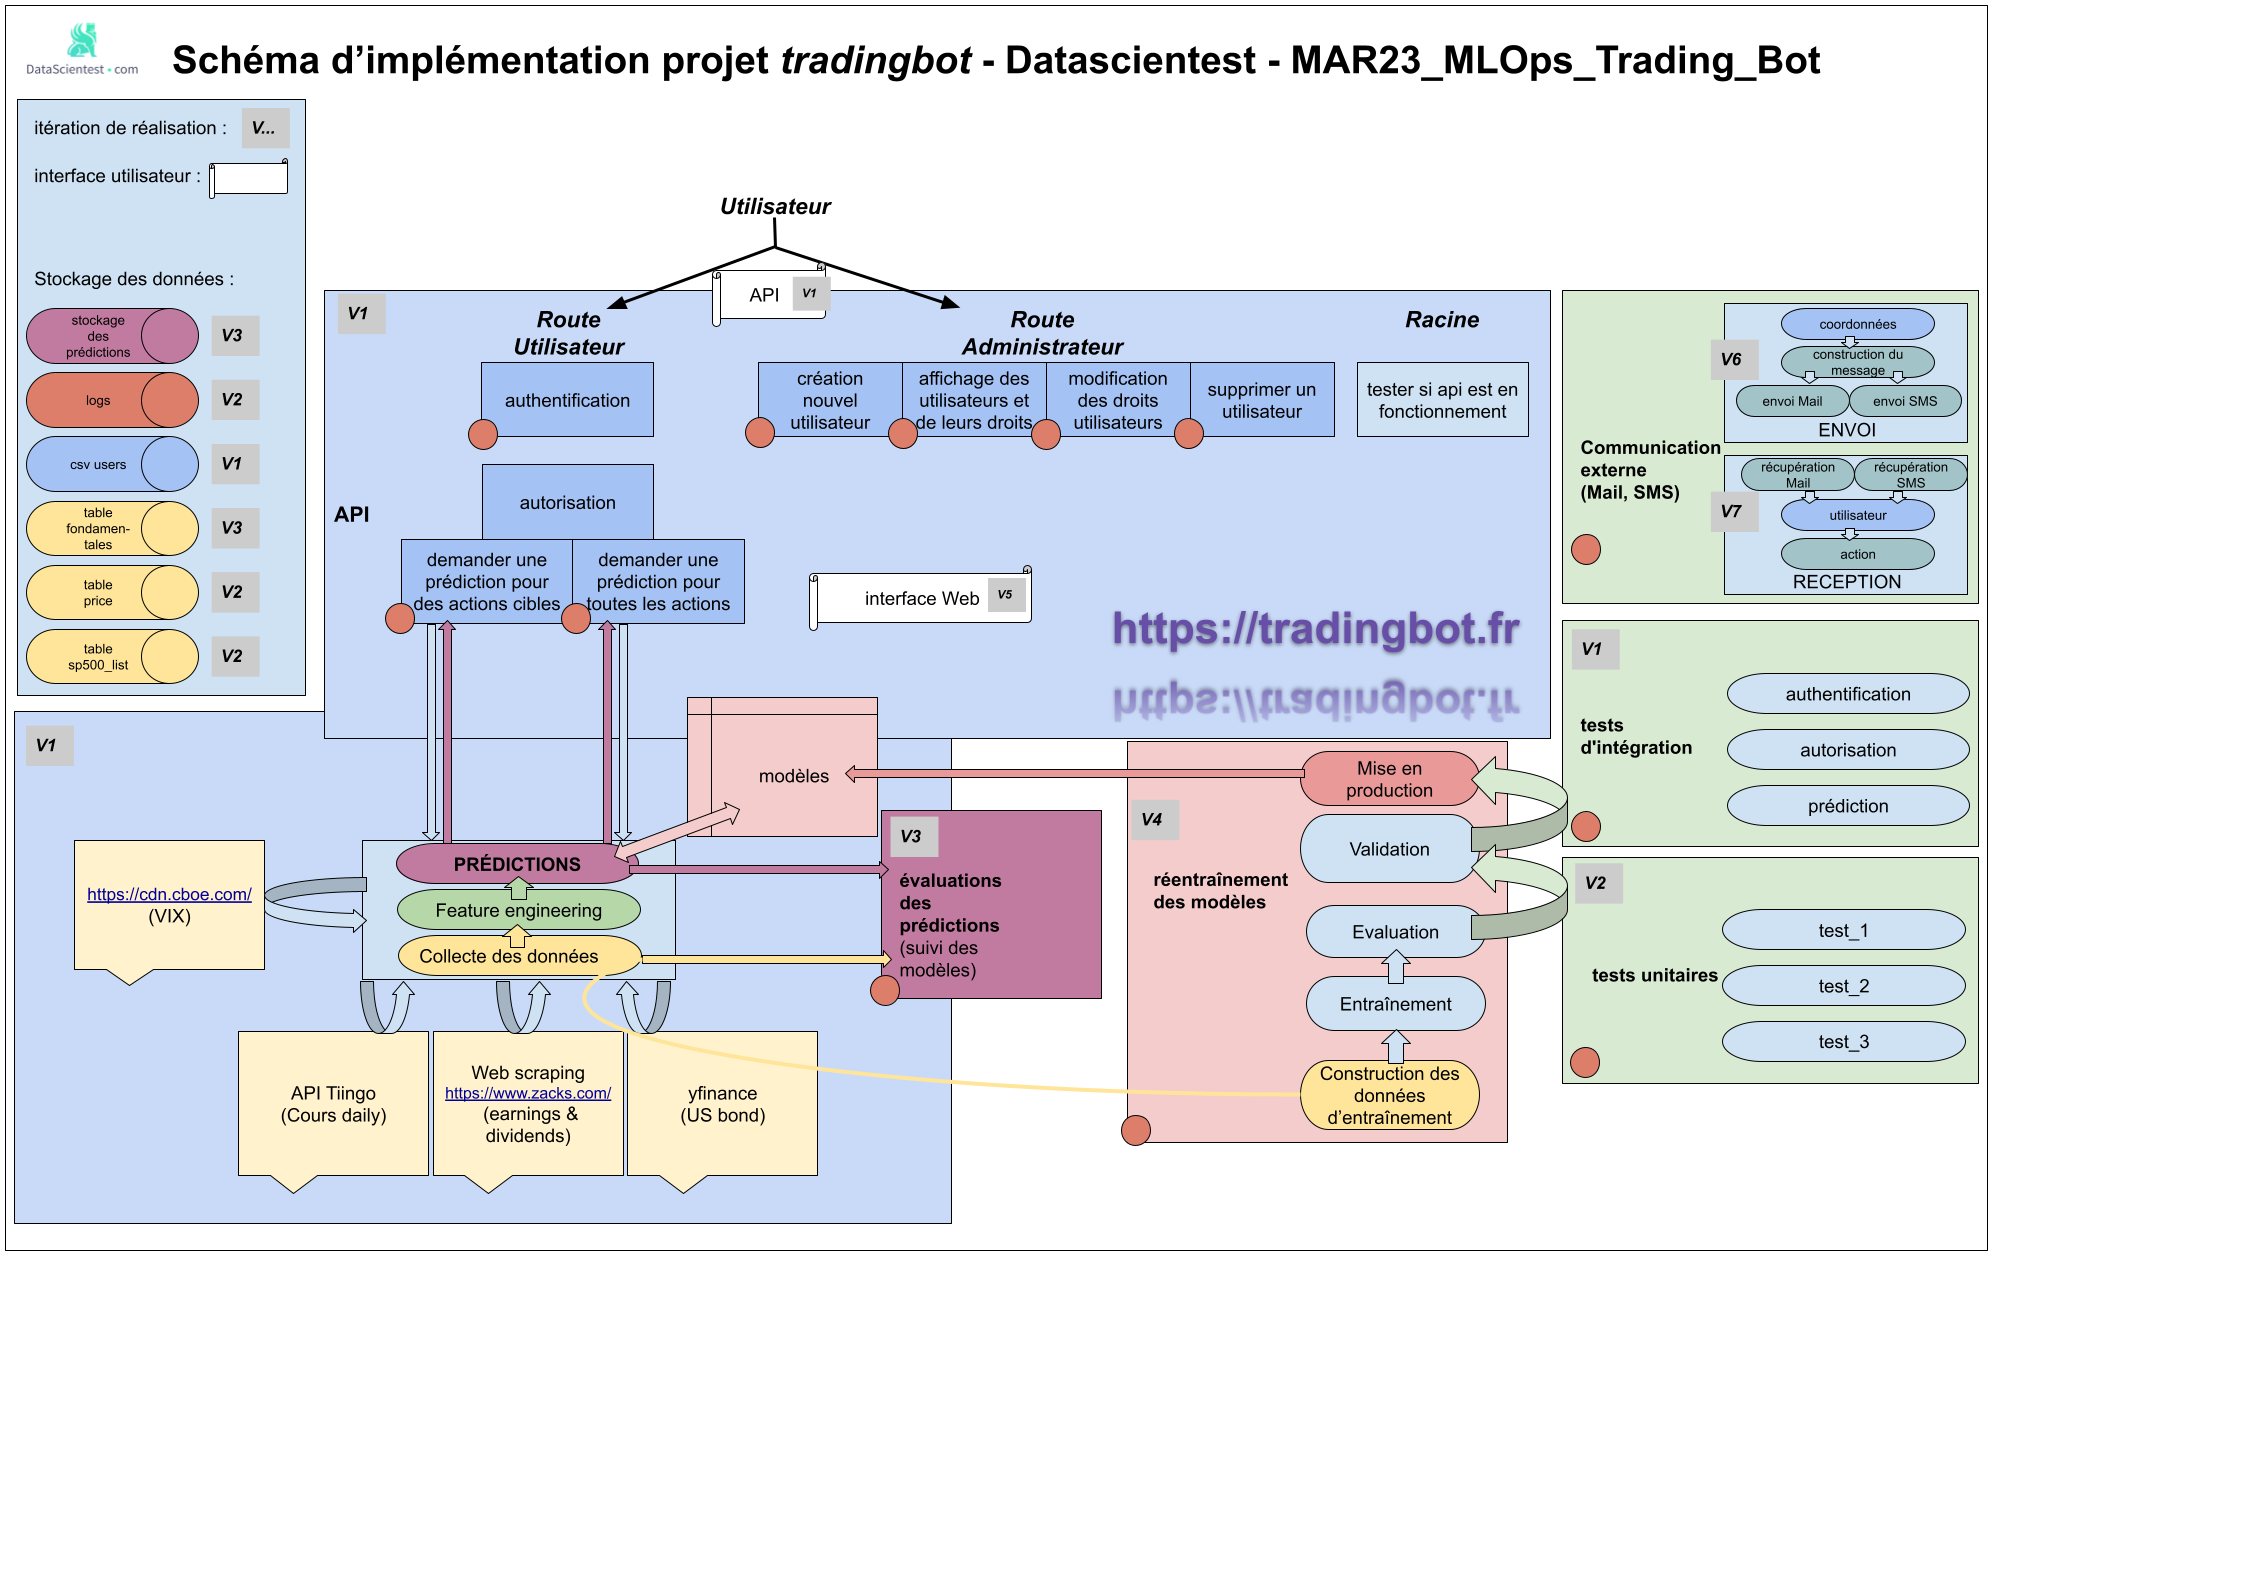 DataScientest • com
Schéma d’implémentation projet tradingbot - Datascientest - MAR23_MLOps_Trading_Bot
itération de réalisation :
V...
interface utilisateur :
Stockage des données :
stockage
des
prédictions
V3
logs
V2
csv users
V1
table
fondamen-
tales
V3
table
price
V2
table
sp500_list
V2
Utilisateur
API
V1
V1
Route
Utilisateur
Route
Administrateur
Racine
authentification
création
nouvel
utilisateur
affichage des
utilisateurs et
de leurs droits
modification
des droits
utilisateurs
supprimer un
utilisateur
tester si api est en
fonctionnement
API
autorisation
demander une
prédiction pour
des actions cibles
demander une
prédiction pour
toutes les actions
interface Web
V5
https://tradingbot.fr
https://tradingbot.fr
V6
coordonnées
construction du
message
envoi Mail
envoi SMS
ENVOI
Communication
externe
(Mail, SMS)
V7
récupération
Mail
récupération
SMS
utilisateur
action
RECEPTION
V1
tests
d'intégration
authentification
autorisation
prédiction
V2
tests unitaires
test_1
test_2
test_3
V1
modèles
https://cdn.cboe.com/
(VIX)
PRÉDICTIONS
Feature engineering
Collecte des données
V3
évaluations
des
prédictions
(suivi des
modèles)
API Tiingo
(Cours daily)
Web scraping
https://www.zacks.com/
(earnings &
dividends)
yfinance
(US bond)
V4
réentraînement
des modèles
Mise en
production
Validation
Evaluation
Entraînement
Construction des
données
d’entraînement